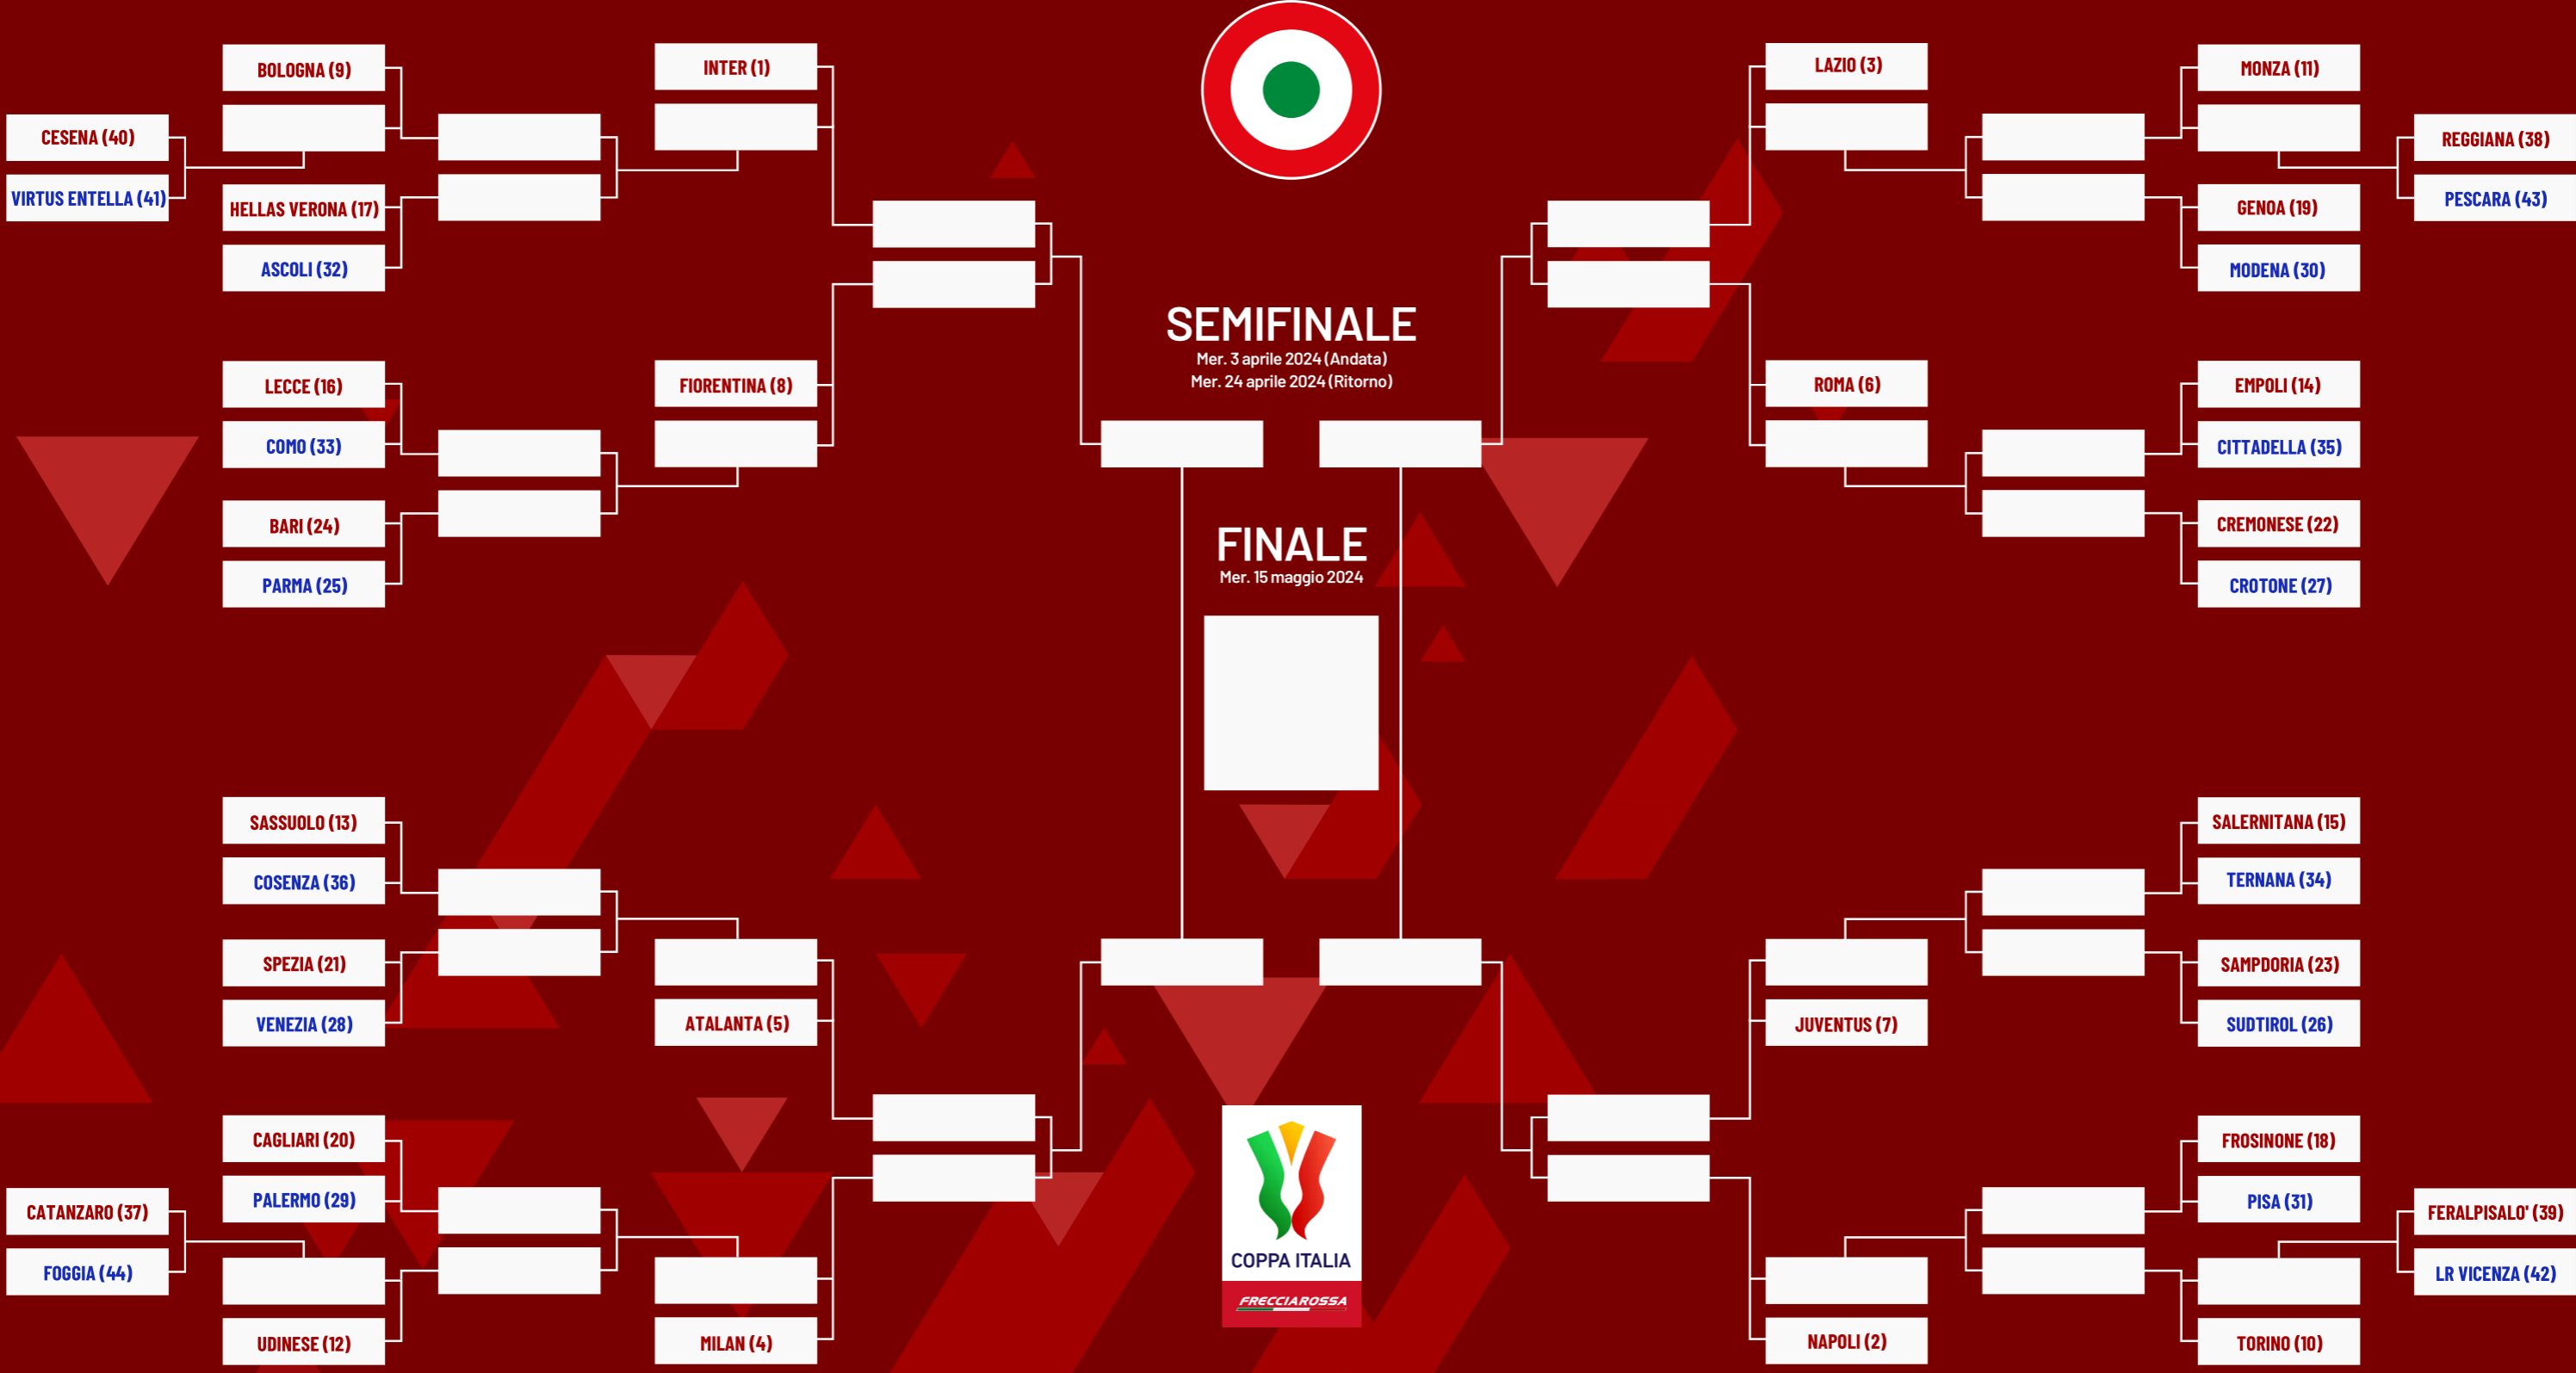 BOLOGNA (9)
CESENA (40)
VIRTUS ENTELLA (41)
HELLAS VERONA (17)
ASCOLI (32)
LECCE (16)
COMO (33)
BARI (24)
PARMA (25)
INTER (1)
FIORENTINA (8)
SASSUOLO (13)
COSENZA (36)
SPEZIA (21)
VENEZIA (28)
CAGLIARI (20)
PALERMO (29)
CATANZARO (37)
FOGGIA (44)
UDINESE (12)
ATALANTA (5)
MILAN (4)
SEMIFINALE
Mer. 3 aprile 2024 (Andata)
Mer. 24 aprile 2024 (Ritorno)
FINALE
Mer. 15 maggio 2024
COPPA ITALIA
FRECCIAROSSA
LAZIO (3)
ROMA (6)
MONZA (11)
REGGIANA (38)
PESCARA (43)
GENOA (19)
MODENA (30)
EMPOLI (14)
CITTADELLA (35)
CREMONESE (22)
CROTONE (27)
JUVENTUS (7)
NAPOLI (2)
SALERNITANA (15)
TERNANA (34)
SAMPDORIA (23)
SUDTIROL (26)
FROSINONE (18)
PISA (31)
FERALPISALO' (39)
LR VICENZA (42)
TORINO (10)